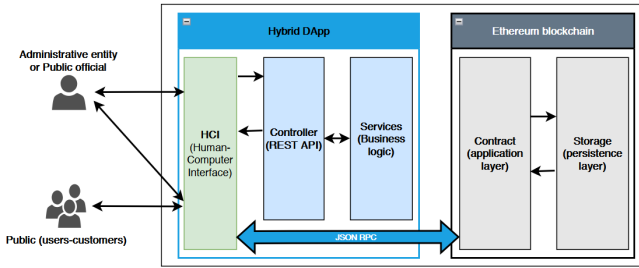 Hybrid DApp
Ethereum blockchain
Administrative entity
or Public official
HCI
(Human-
Computer
Interface)
Controller
(REST API)
Services
(Business
logic)
Contract
(application
layer)
Storage
(persistence
layer)
Public (users-customers)
JSON RPC